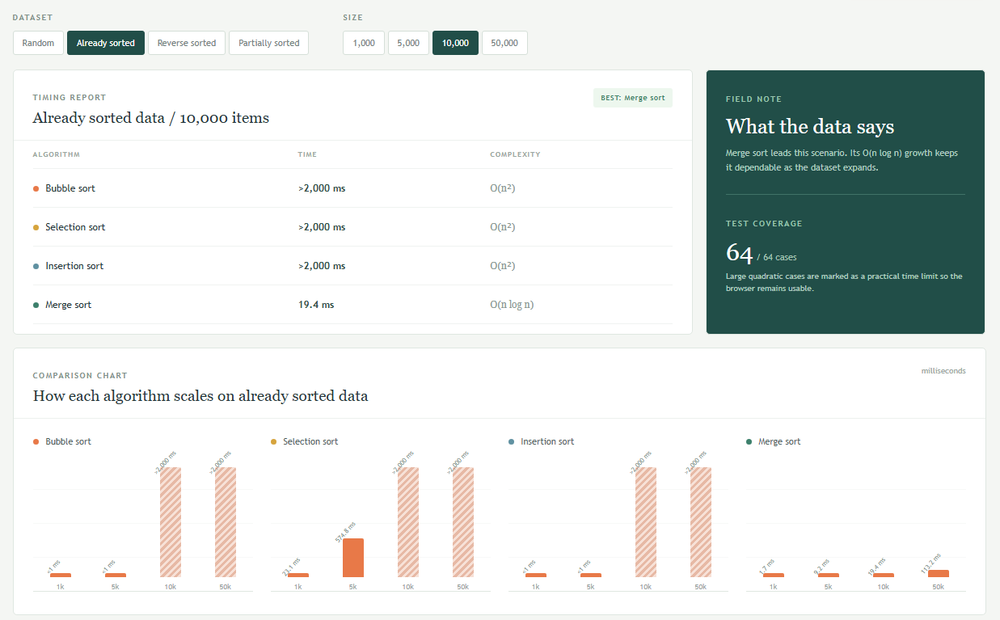 DATASET
SIZE
Random
Already sorted
Reverse sorted
Partially sorted
1,000
5,000
10,000
50,000
TIMING REPORT
Already sorted data / 10,000 items
BEST: Merge sort
ALGORITHM TIME COMPLEXITY
Bubble sort >2,000 ms O(n²)
Selection sort >2,000 ms O(n²)
Insertion sort >2,000 ms O(n²)
Merge sort 19.4 ms O(n log n)
FIELD NOTE
What the data says
Merge sort leads this scenario. Its O(n log n) growth keeps
it dependable as the dataset expands.
TEST COVERAGE
64 / 64 cases
Large quadratic cases are marked as a practical time limit so the
browser remains usable.
COMPARISON CHART
How each algorithm scales on already sorted data
milliseconds
Bubble sort
<1 ms
<1 ms
>2,000 ms
>2,000 ms
1k 5k 10k 50k
Selection sort
23.1 ms
574.8 ms
>2,000 ms
>2,000 ms
1k 5k 10k 50k
Insertion sort
<1 ms
<1 ms
>2,000 ms
>2,000 ms
1k 5k 10k 50k
Merge sort
1.7 ms
9.2 ms
19.4 ms
113.2 ms
1k 5k 10k 50k